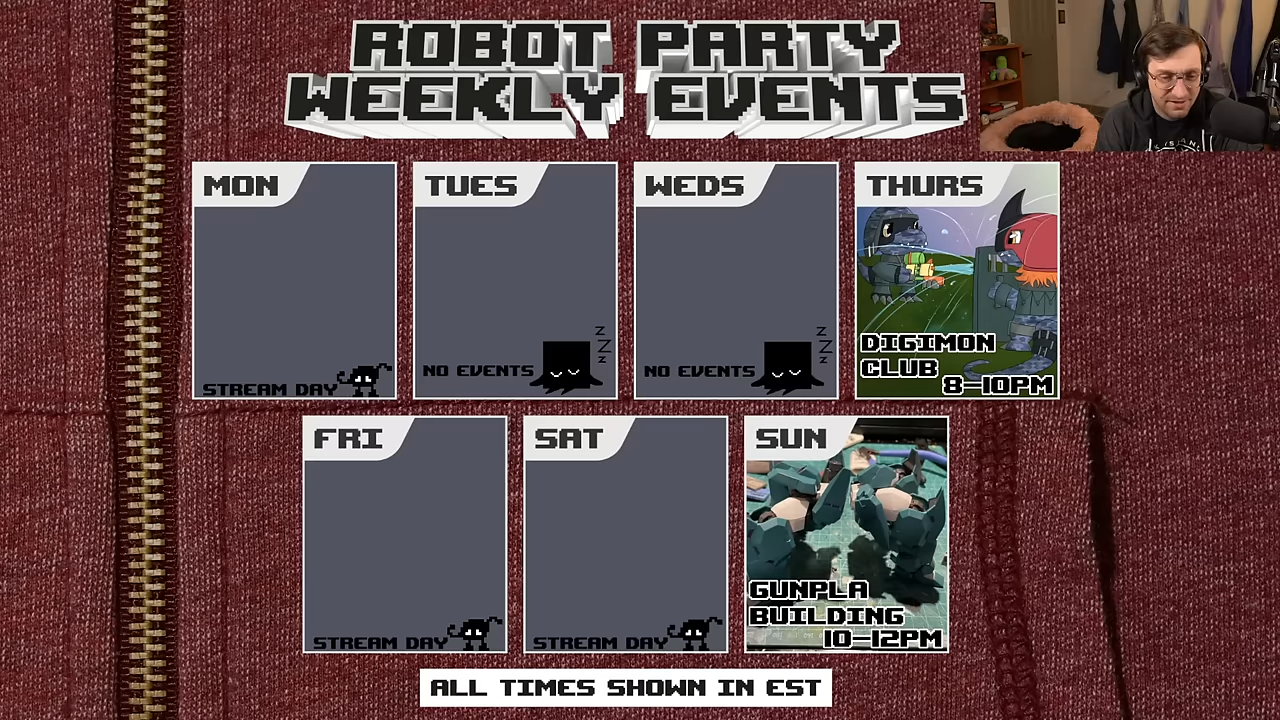 ROBOT PARTY
WEEKLY EVENTS
MON
STREAM DAY
TUES
NO EVENTS
Z
Z
Z
WEDS
NO EVENTS
Z
Z
Z
THURS
DIGIMON
CLUB
8-10PM
FRI
STREAM DAY
SAT
STREAM DAY
SUN
GUNPLA
BUILDING
10-12PM
ALL TIMES SHOWN IN EST